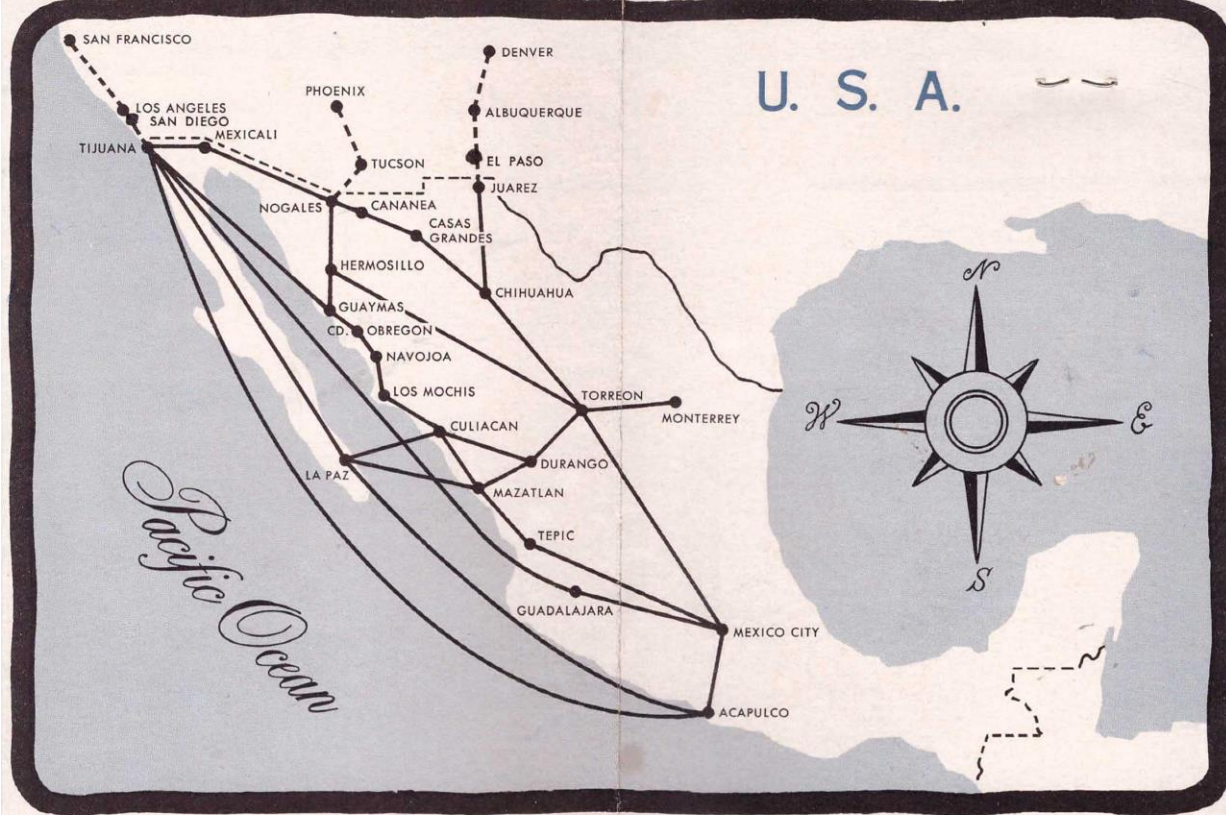 SAN FRANCISCO
DENVER
U. S. A.
PHOENIX
LOS ANGELES
ALBUQUERQUE
SAN DIEGO
MEXICALI
TIJUANA
TUCSON
EL PASO
JUAREZ
NOGALES
CANANEA
CASAS
GRANDES
HERMOSILLO
N
CHIHUAHUA
GUAYMAS
CD. OBREGON
NAVOJOA
LOS MOCHIS
TORREON
MONTERREY
W
E
CULIACAN
LA PAZ
DURANGO
MAZATLAN
Pacific Ocean
TEPIC
S
GUADALAJARA
MEXICO CITY
ACAPULCO